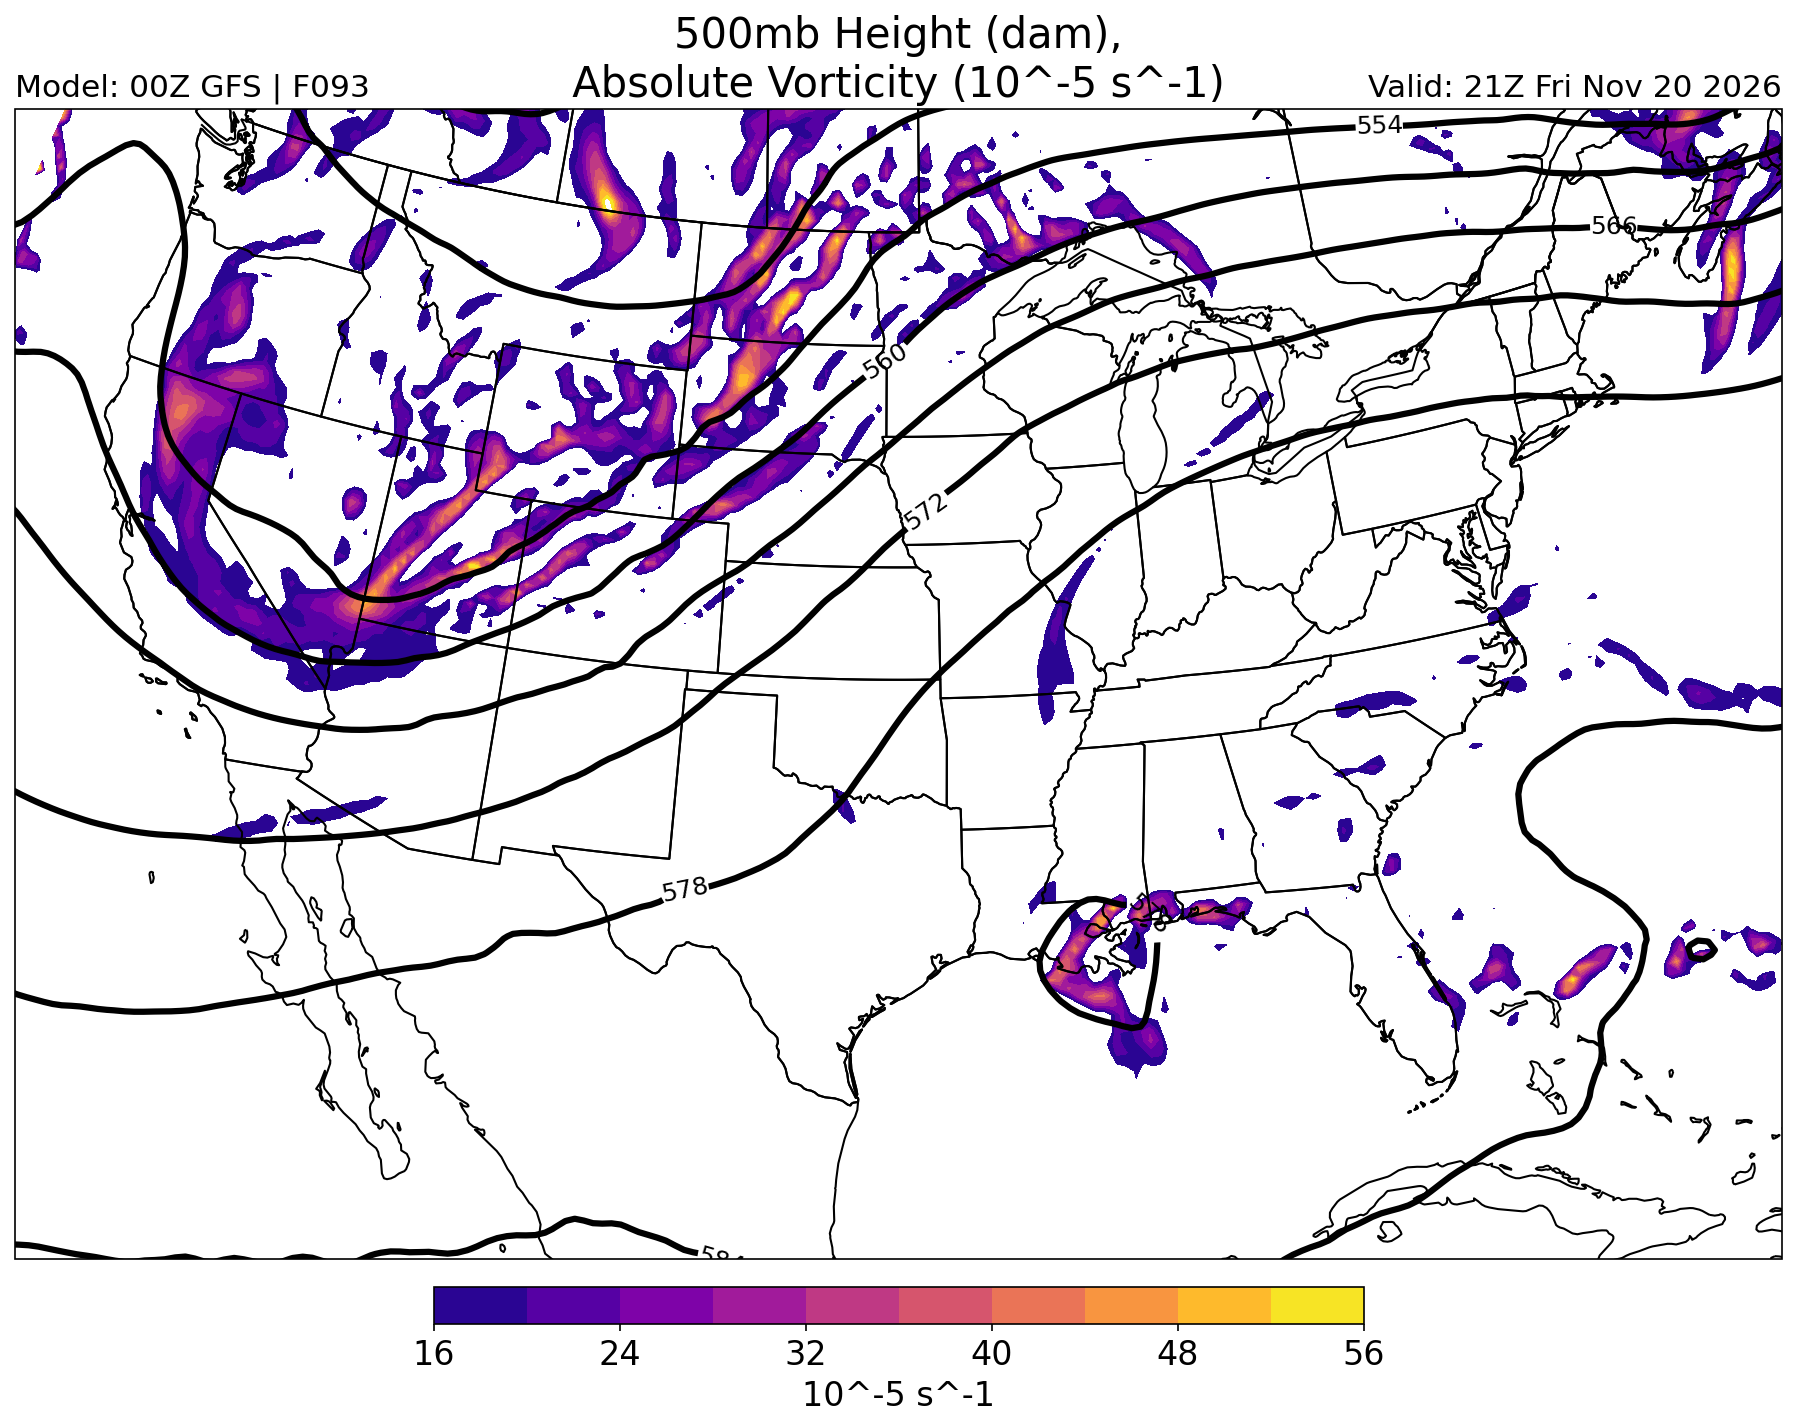 500mb Height (dam),
Absolute Vorticity (10^-5 s^-1)
Model: 00Z GFS | F093
Valid: 21Z Fri Nov 20 2026
554
566
560
572
578
16
24
32
40
48
56
10^-5 s^-1